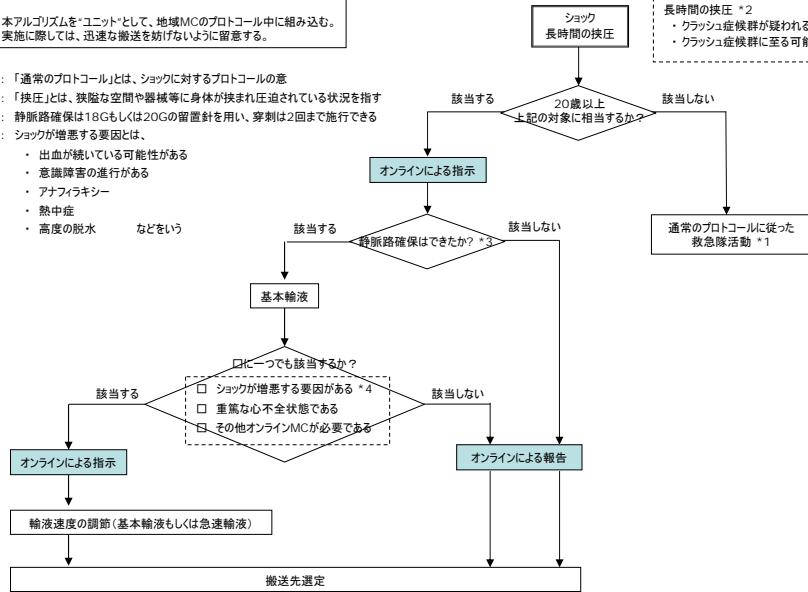 本アルゴリズムを“ユニット”として、地域MCのプロトコール中に組み込む。
実施に際しては、迅速な搬送を妨げないように留意する。
: 「通常のプロトコール」とは、ショックに対するプロトコールの意
: 「挟圧」とは、狭隘な空間や器械等に身体が挟まれ圧迫されている状況を指す
: 静脈路確保は18Gもしくは20Gの留置針を用い、穿刺は2回まで施行できる
: ショックが増悪する要因とは、
・ 出血が続いている可能性がある
・ 意識障害の進行がある
・ アナフィラキシー
・ 熱中症
・ 高度の脱水 などをいう
ショック
長時間の挟圧
長時間の挟圧 *2
・ クラッシュ症候群が疑われる
・ クラッシュ症候群に至る可能
20歳以上
上記の対象に相当するか?
該当する
該当しない
オンラインによる指示
通常のプロトコールに従った
救急隊活動 *1
静脈路確保はできたか? *3
該当する
該当しない
基本輸液
□に一つでも該当するか?
□ ショックが増悪する要因がある *4
□ 重篤な心不全状態である
□ その他オンラインMCが必要である
該当する
該当しない
オンラインによる指示
オンラインによる報告
輸液速度の調節(基本輸液もしくは急速輸液)
搬送先選定